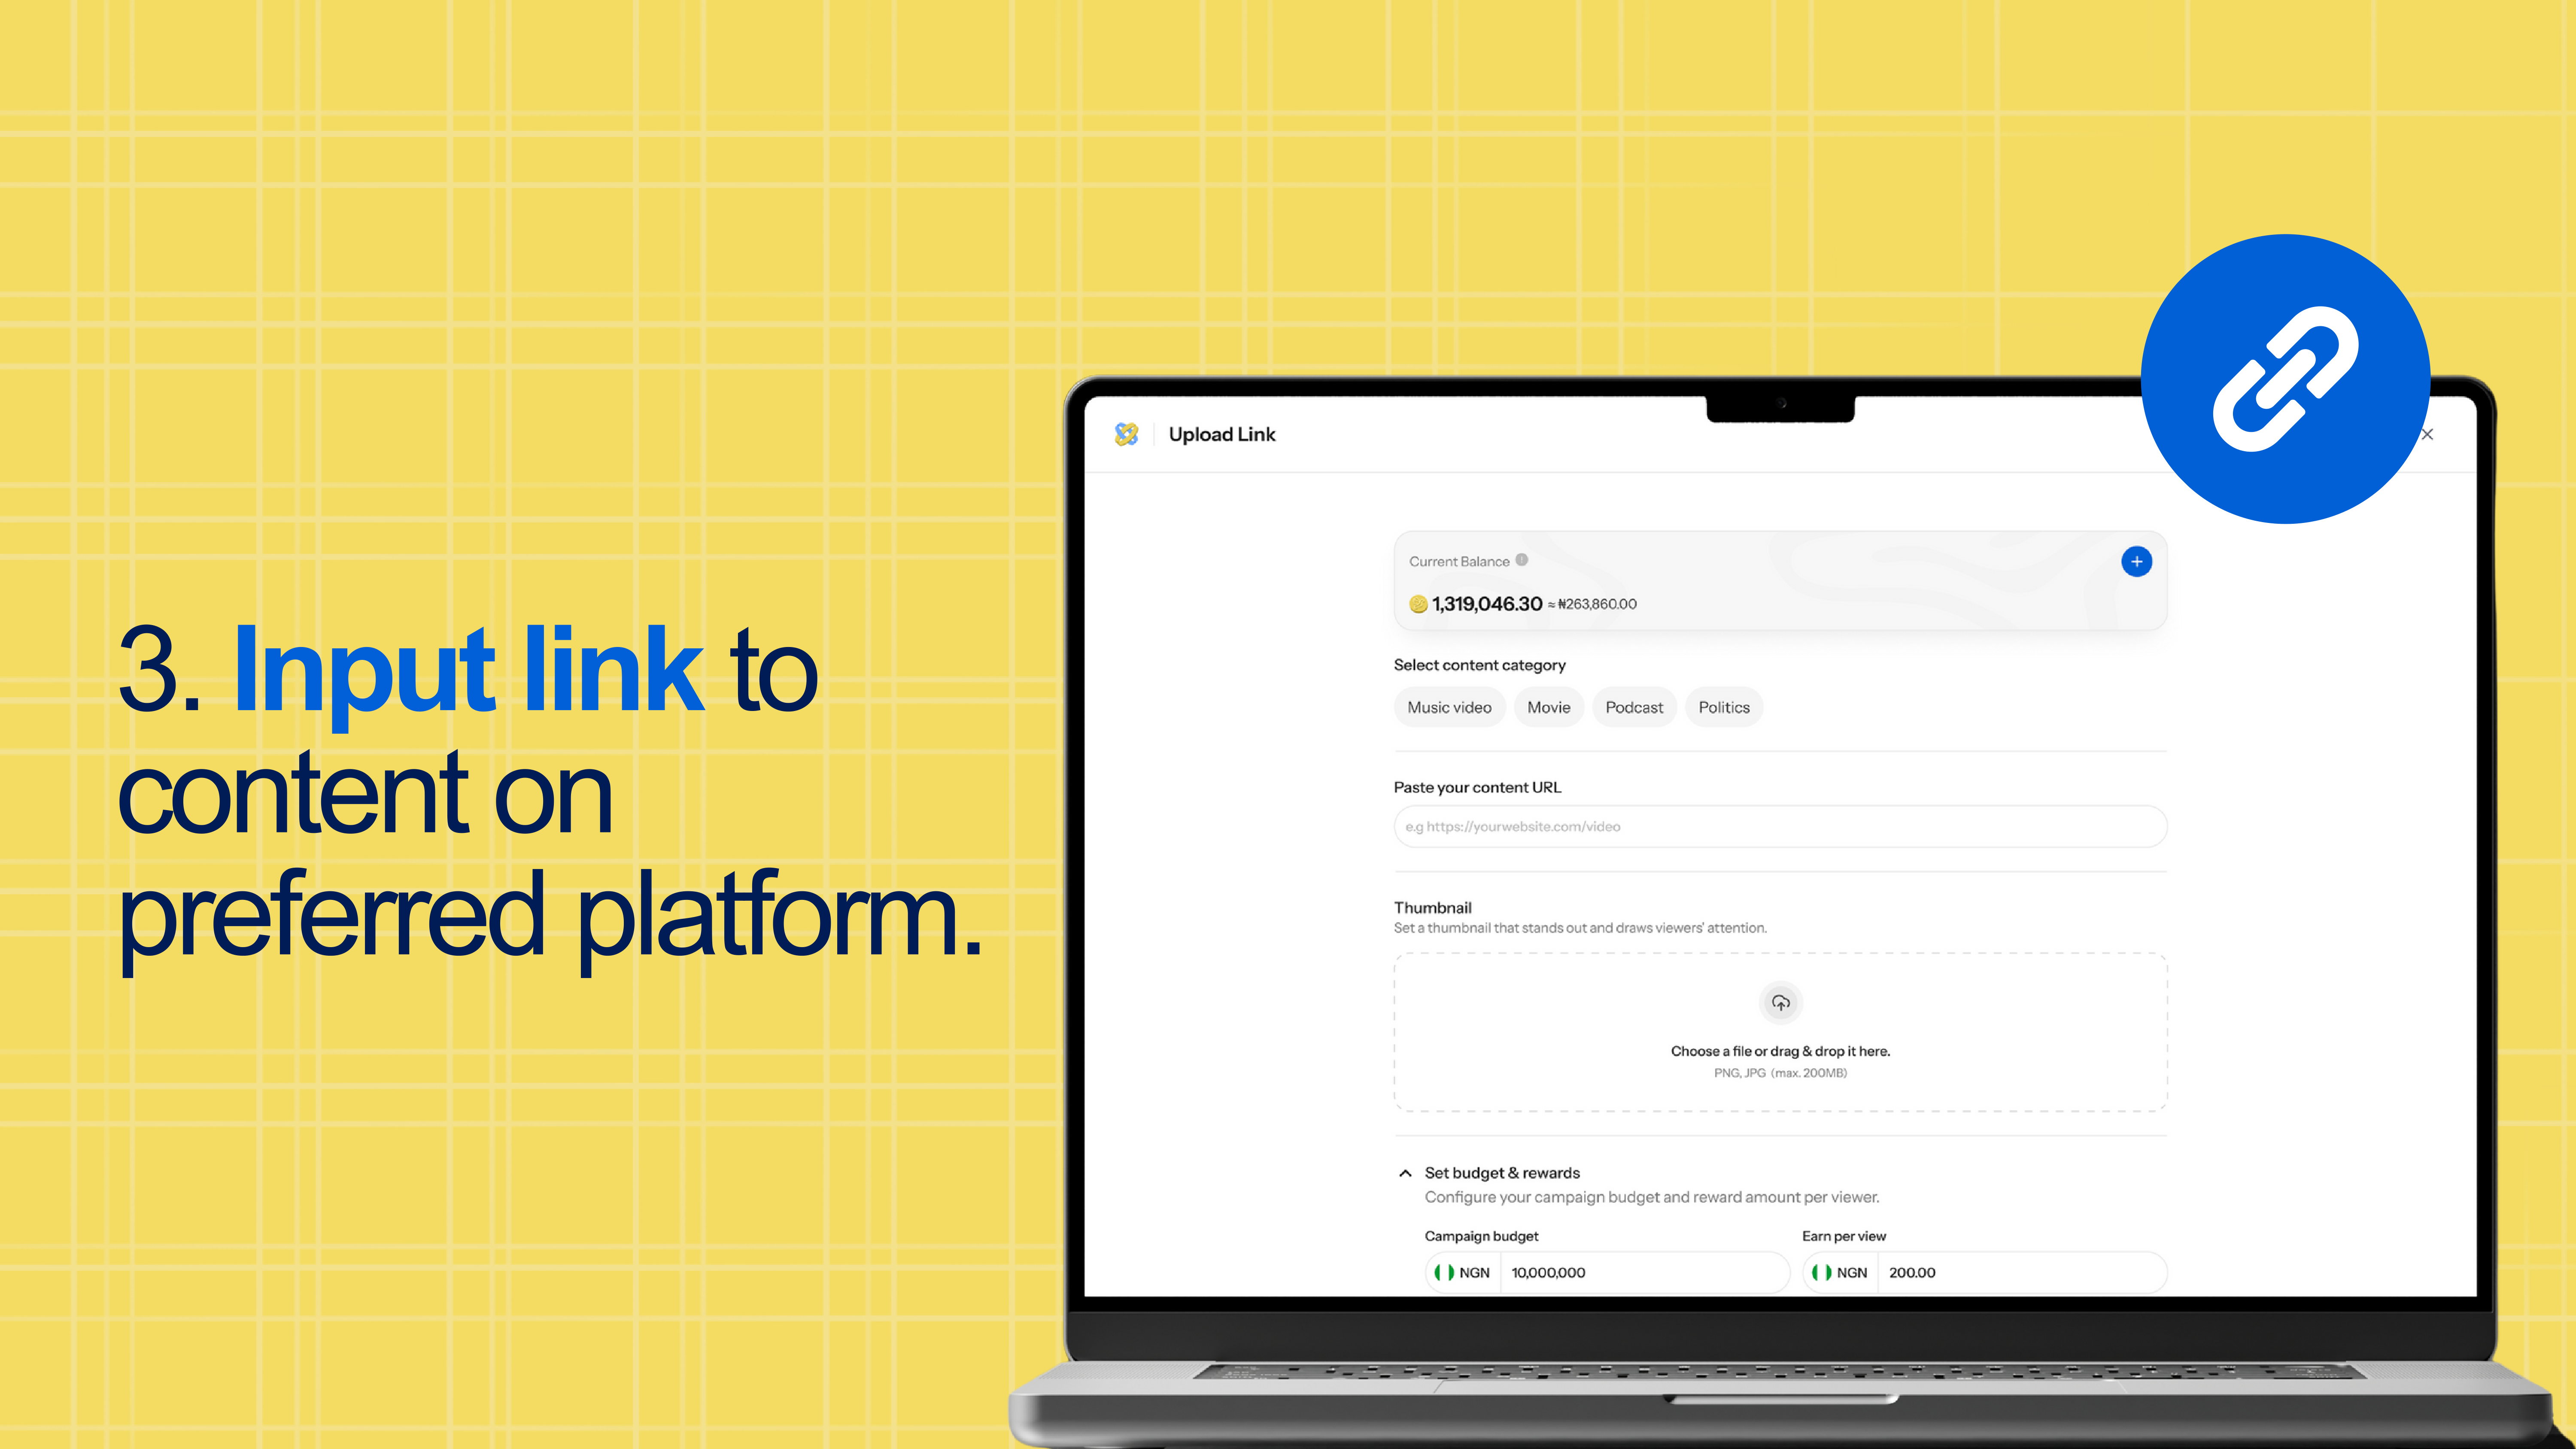 3. Input link to
content on
preferred platform.
Upload Link
Current Balance
1,319,046.30 ≈ ₦263,860.00
Select content category
Music video
Movie
Podcast
Politics
Paste your content URL
e.g https://yourwebsite.com/video
Thumbnail
Set a thumbnail that stands out and draws viewers' attention.
Choose a file or drag & drop it here.
PNG, JPG (max. 200MB)
Set budget & rewards
Configure your campaign budget and reward amount per viewer.
Campaign budget
Earn per view
NGN 10,000,000
NGN 200.00